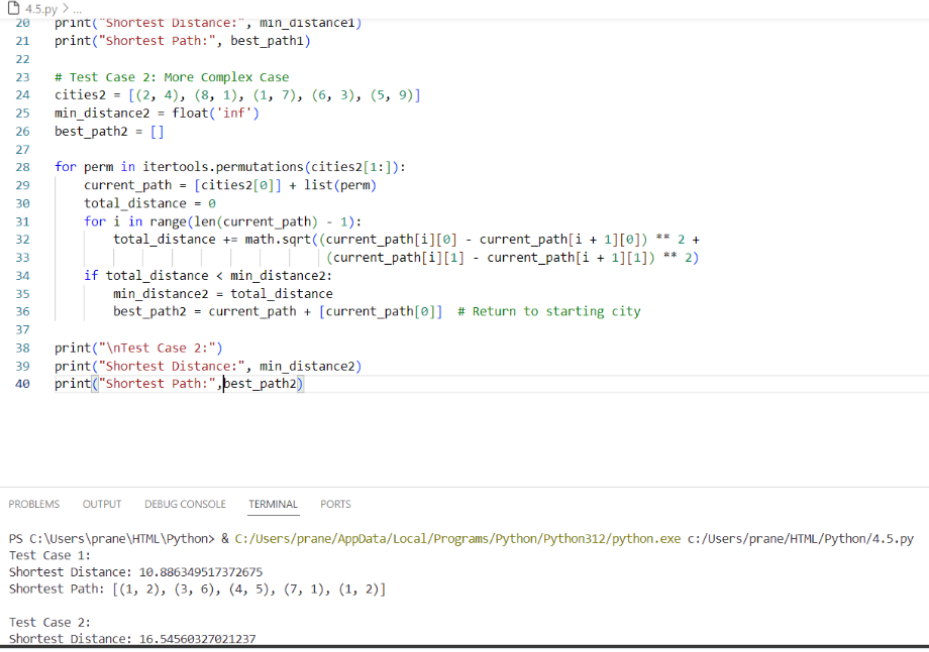 4.5.py > ...
20 print("Shortest Distance:", min_distance1)
21 print("Shortest Path:", best_path1)
22
23 # Test Case 2: More Complex Case
24 cities2 = [(2, 4), (8, 1), (1, 7), (6, 3), (5, 9)]
25 min_distance2 = float('inf')
26 best_path2 = []
27
28 for perm in itertools.permutations(cities2[1:]):
29     current_path = [cities2[0]] + list(perm)
30     total_distance = 0
31     for i in range(len(current_path) - 1):
32         total_distance += math.sqrt((current_path[i][0] - current_path[i + 1][0]) ** 2 +
33                                      (current_path[i][1] - current_path[i + 1][1]) ** 2)
34     if total_distance < min_distance2:
35         min_distance2 = total_distance
36         best_path2 = current_path + [current_path[0]]  # Return to starting city
37
38 print("\nTest Case 2:")
39 print("Shortest Distance:", min_distance2)
40 print("Shortest Path:",best_path2)
PROBLEMS OUTPUT DEBUG CONSOLE TERMINAL PORTS
PS C:\Users\prane\HTML\Python> & C:/Users/prane/AppData/Local/Programs/Python/Python312/python.exe c:/Users/prane/HTML/Python/4.5.py
Test Case 1:
Shortest Distance: 10.886349517372675
Shortest Path: [(1, 2), (3, 6), (4, 5), (7, 1), (1, 2)]
Test Case 2:
Shortest Distance: 16.54560327021237